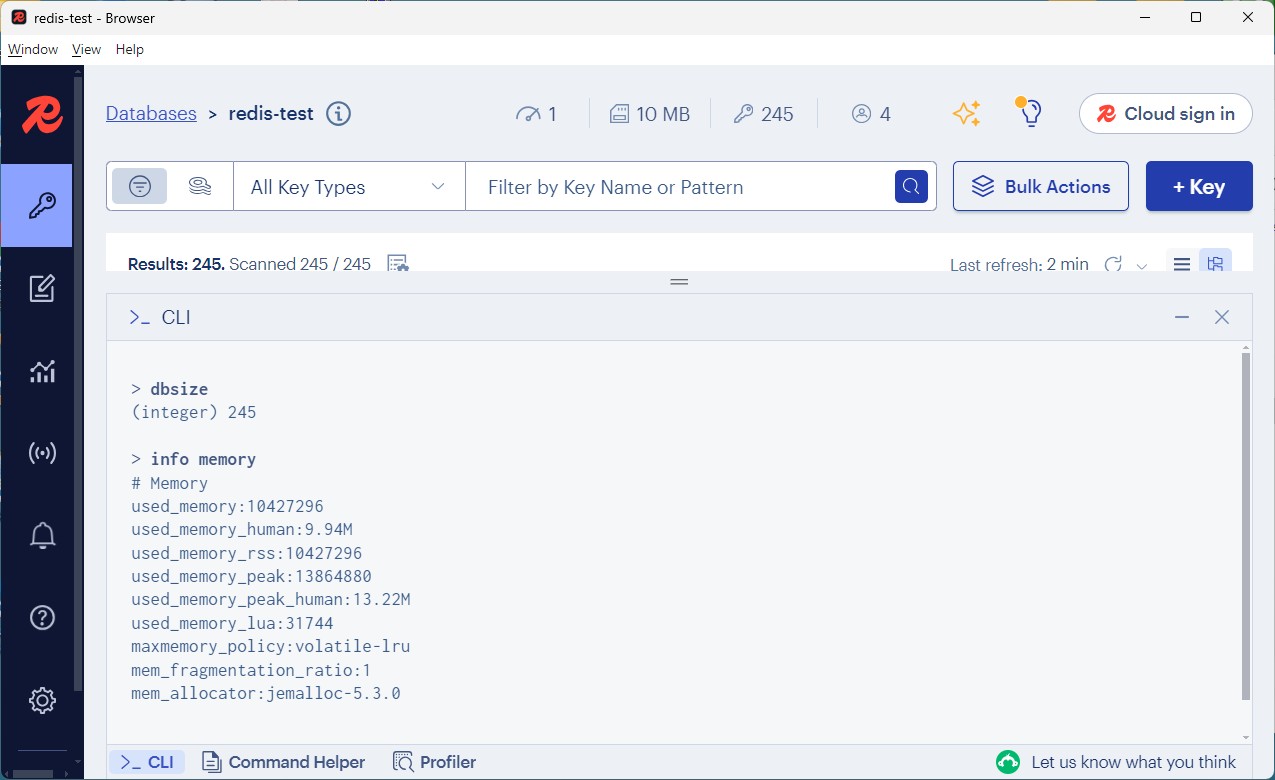 redis-test - Browser
Window View Help
Databases > redis-test 1 10 MB 245 4 Cloud sign in
All Key Types Filter by Key Name or Pattern Bulk Actions + Key
Results: 245. Scanned 245 / 245 Last refresh: 2 min
>_ CLI
> dbsize
(integer) 245
> info memory
# Memory
used_memory:10427296
used_memory_human:9.94M
used_memory_rss:10427296
used_memory_peak:13864880
used_memory_peak_human:13.22M
used_memory_lua:31744
maxmemory_policy:volatile-lru
mem_fragmentation_ratio:1
mem_allocator:jemalloc-5.3.0
>_ CLI Command Helper Profiler Let us know what you think